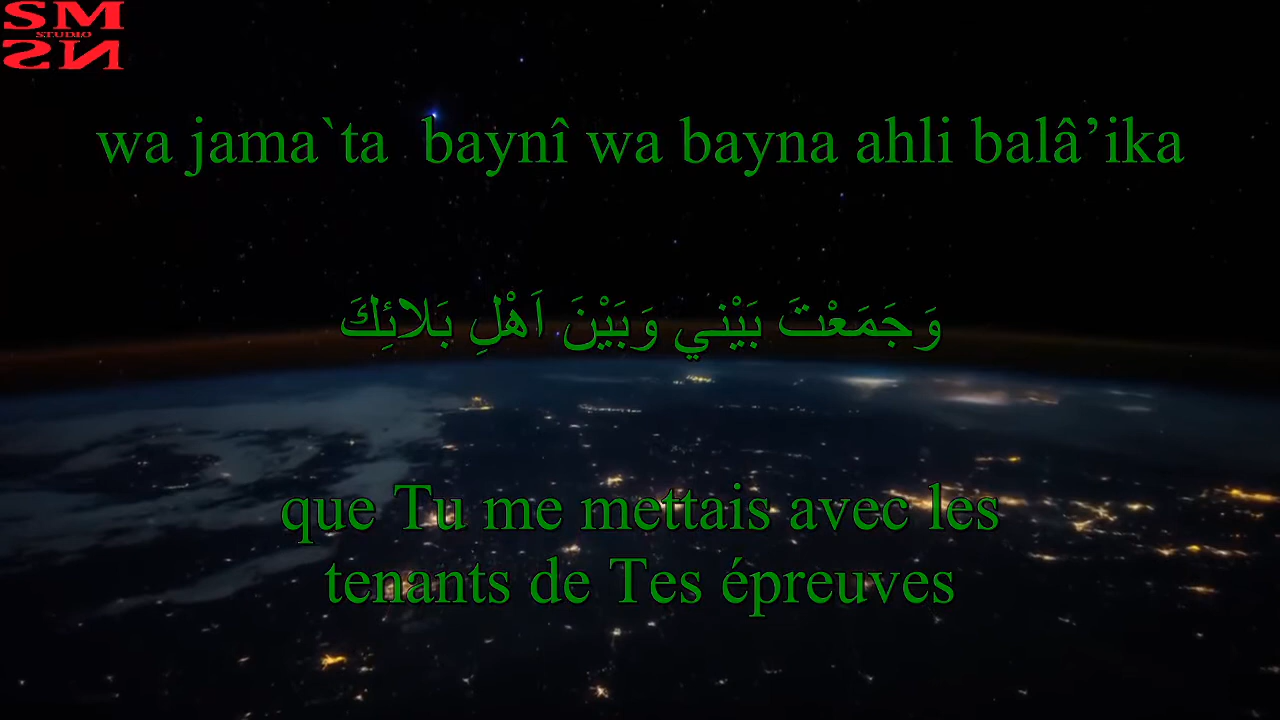 SM
STUDIO
SN
wa jama`ta  baynî wa bayna ahli balâ’ika
وَجَمَعْتَ بَيْني وَبَيْنَ اَهْلِ بَلائِكَ
que Tu me mettais avec les
tenants de Tes épreuves